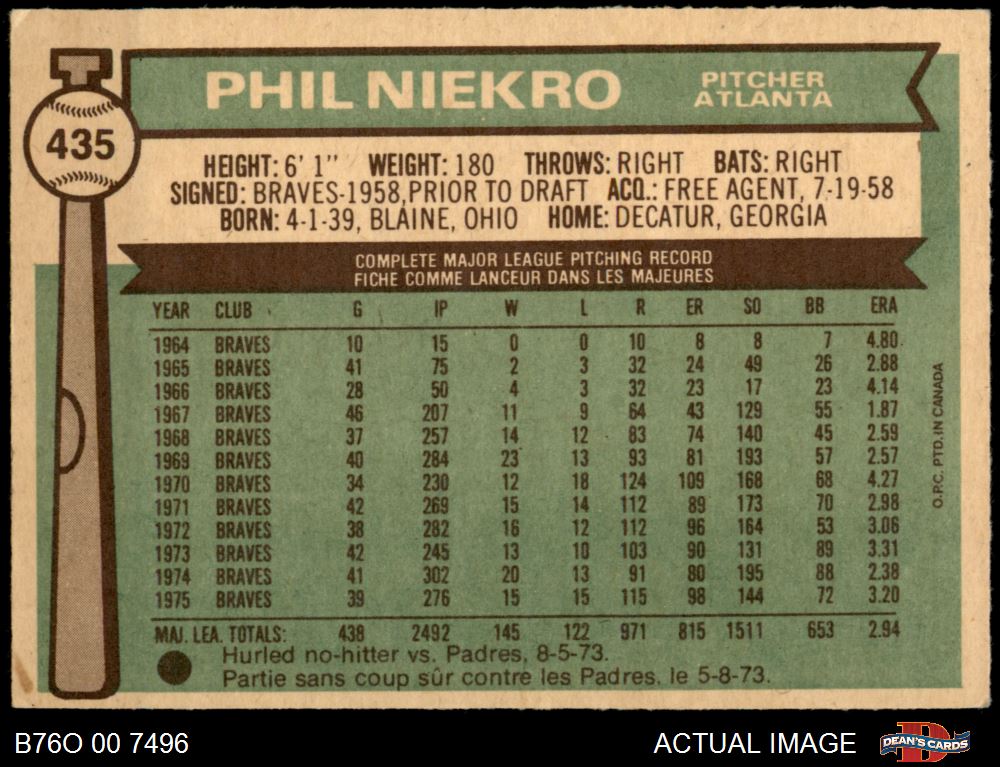 PHIL NIEKRO
PITCHER
ATLANTA
435
HEIGHT: 6' 1" WEIGHT: 180 THROWS: RIGHT BATS: RIGHT
SIGNED: BRAVES-1958, PRIOR TO DRAFT ACQ.: FREE AGENT, 7-19-58
BORN: 4-1-39, BLAINE, OHIO HOME: DECATUR, GEORGIA
COMPLETE MAJOR LEAGUE PITCHING RECORD
FICHE COMME LANCEUR DANS LES MAJEURES
YEAR CLUB G IP W L R ER SO BB ERA
1964 BRAVES 10 15 0 0 10 8 8 7 4.80
1965 BRAVES 41 75 2 3 32 24 49 26 2.88
1966 BRAVES 28 50 4 3 32 23 17 23 4.14
1967 BRAVES 46 207 11 9 64 43 129 55 1.87
1968 BRAVES 37 257 14 12 83 74 140 45 2.59
1969 BRAVES 40 284 23 13 93 81 193 57 2.57
1970 BRAVES 34 230 12 18 124 109 168 68 4.27
1971 BRAVES 42 269 15 14 112 89 173 70 2.98
1972 BRAVES 38 282 16 12 112 96 164 53 3.06
1973 BRAVES 42 245 13 10 103 90 131 89 3.31
1974 BRAVES 41 302 20 13 91 80 195 88 2.38
1975 BRAVES 39 276 15 15 115 98 144 72 3.20
MAJ. LEA. TOTALS: 438 2492 145 122 971 815 1511 653 2.94
Hurled no-hitter vs. Padres, 8-5-73.
Partie sans coup sûr contre les Padres, le 5-8-73.
O.P.C. PTD. IN CANADA
B76O 00 7496
ACTUAL IMAGE
D
DEAN'S CARDS